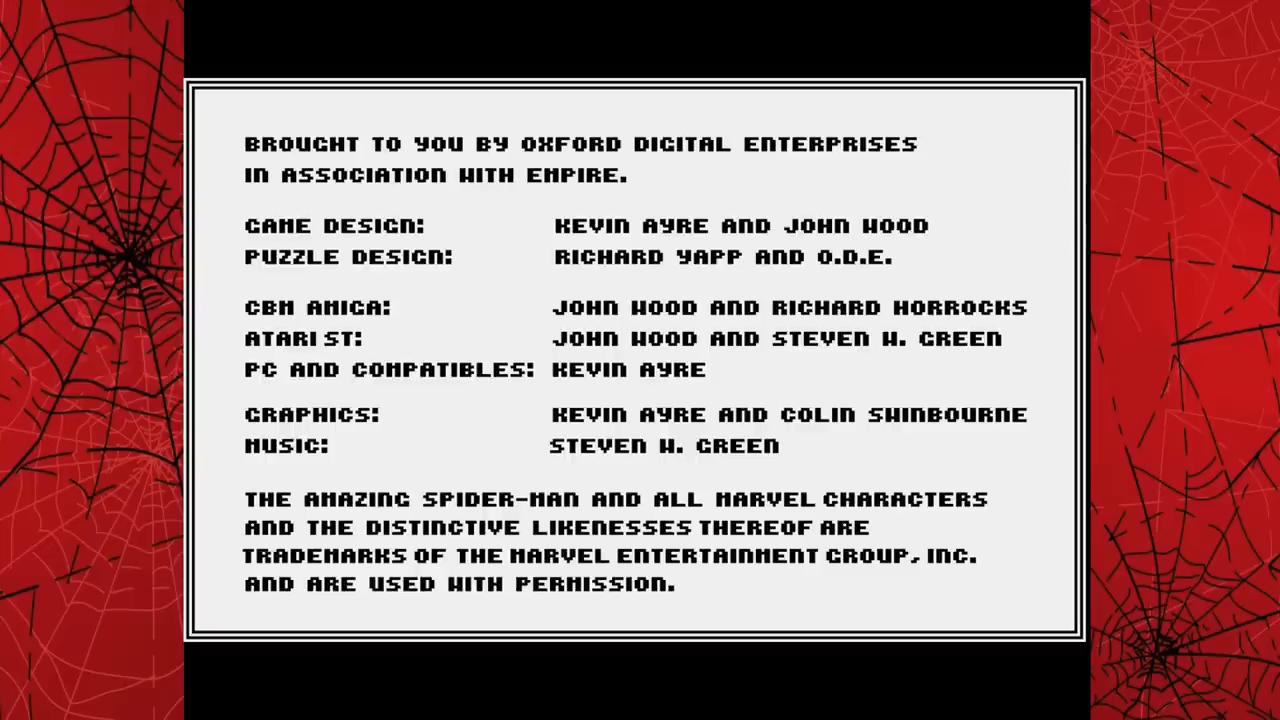 BROUGHT TO YOU BY OXFORD DIGITAL ENTERPRISES
IN ASSOCIATION WITH EMPIRE.
GAME DESIGN: KEVIN AYRE AND JOHN WOOD
PUZZLE DESIGN: RICHARD YAPP AND O.D.E.
CBM AMIGA: JOHN WOOD AND RICHARD HORROCKS
ATARI ST: JOHN WOOD AND STEVEN W. GREEN
PC AND COMPATIBLES: KEVIN AYRE
GRAPHICS: KEVIN AYRE AND COLIN SWINBOURNE
MUSIC: STEVEN W. GREEN
THE AMAZING SPIDER-MAN AND ALL MARVEL CHARACTERS
AND THE DISTINCTIVE LIKENESSES THEREOF ARE
TRADEMARKS OF THE MARVEL ENTERTAINMENT GROUP, INC.
AND ARE USED WITH PERMISSION.